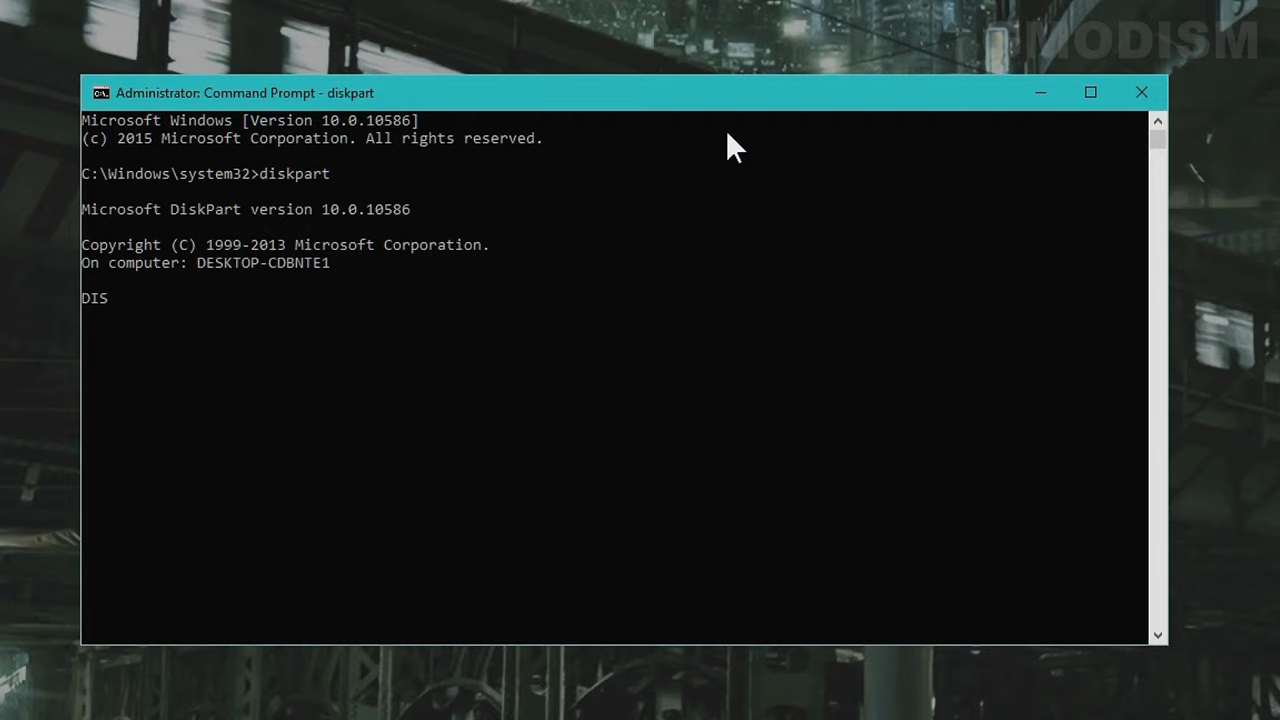 MODISM
Administrator: Command Prompt - diskpart
Microsoft Windows [Version 10.0.10586]
(c) 2015 Microsoft Corporation. All rights reserved.
C:\Windows\system32>diskpart
Microsoft DiskPart version 10.0.10586
Copyright (C) 1999-2013 Microsoft Corporation.
On computer: DESKTOP-CDBNTE1
DIS